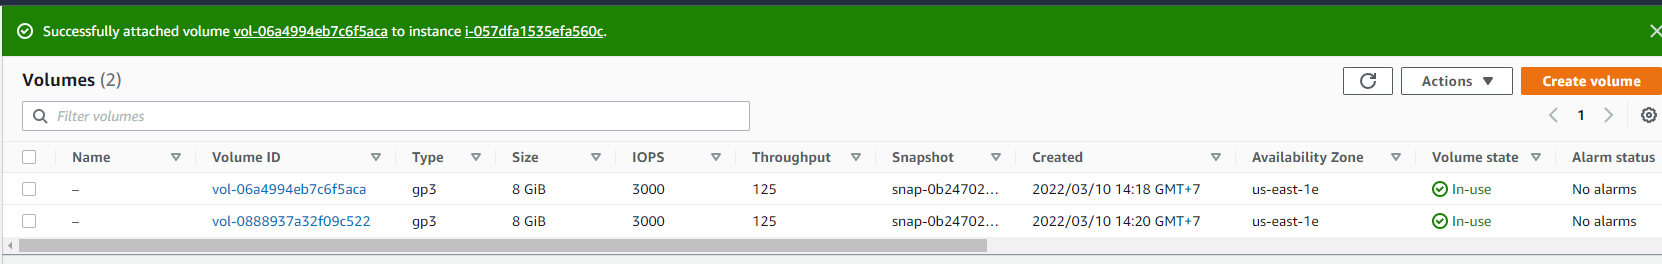 Successfully attached volume vol-06a4994eb7c6f5aca to instance i-057dfa1535efa560c.
Volumes (2)
Actions
Create volume
Filter volumes
1
Name Volume ID Type Size IOPS Throughput Snapshot Created Availability Zone Volume state Alarm status
– vol-06a4994eb7c6f5aca gp3 8 GiB 3000 125 snap-0b24702... 2022/03/10 14:18 GMT+7 us-east-1e In-use No alarms
– vol-0888937a32f09c522 gp3 8 GiB 3000 125 snap-0b24702... 2022/03/10 14:20 GMT+7 us-east-1e In-use No alarms